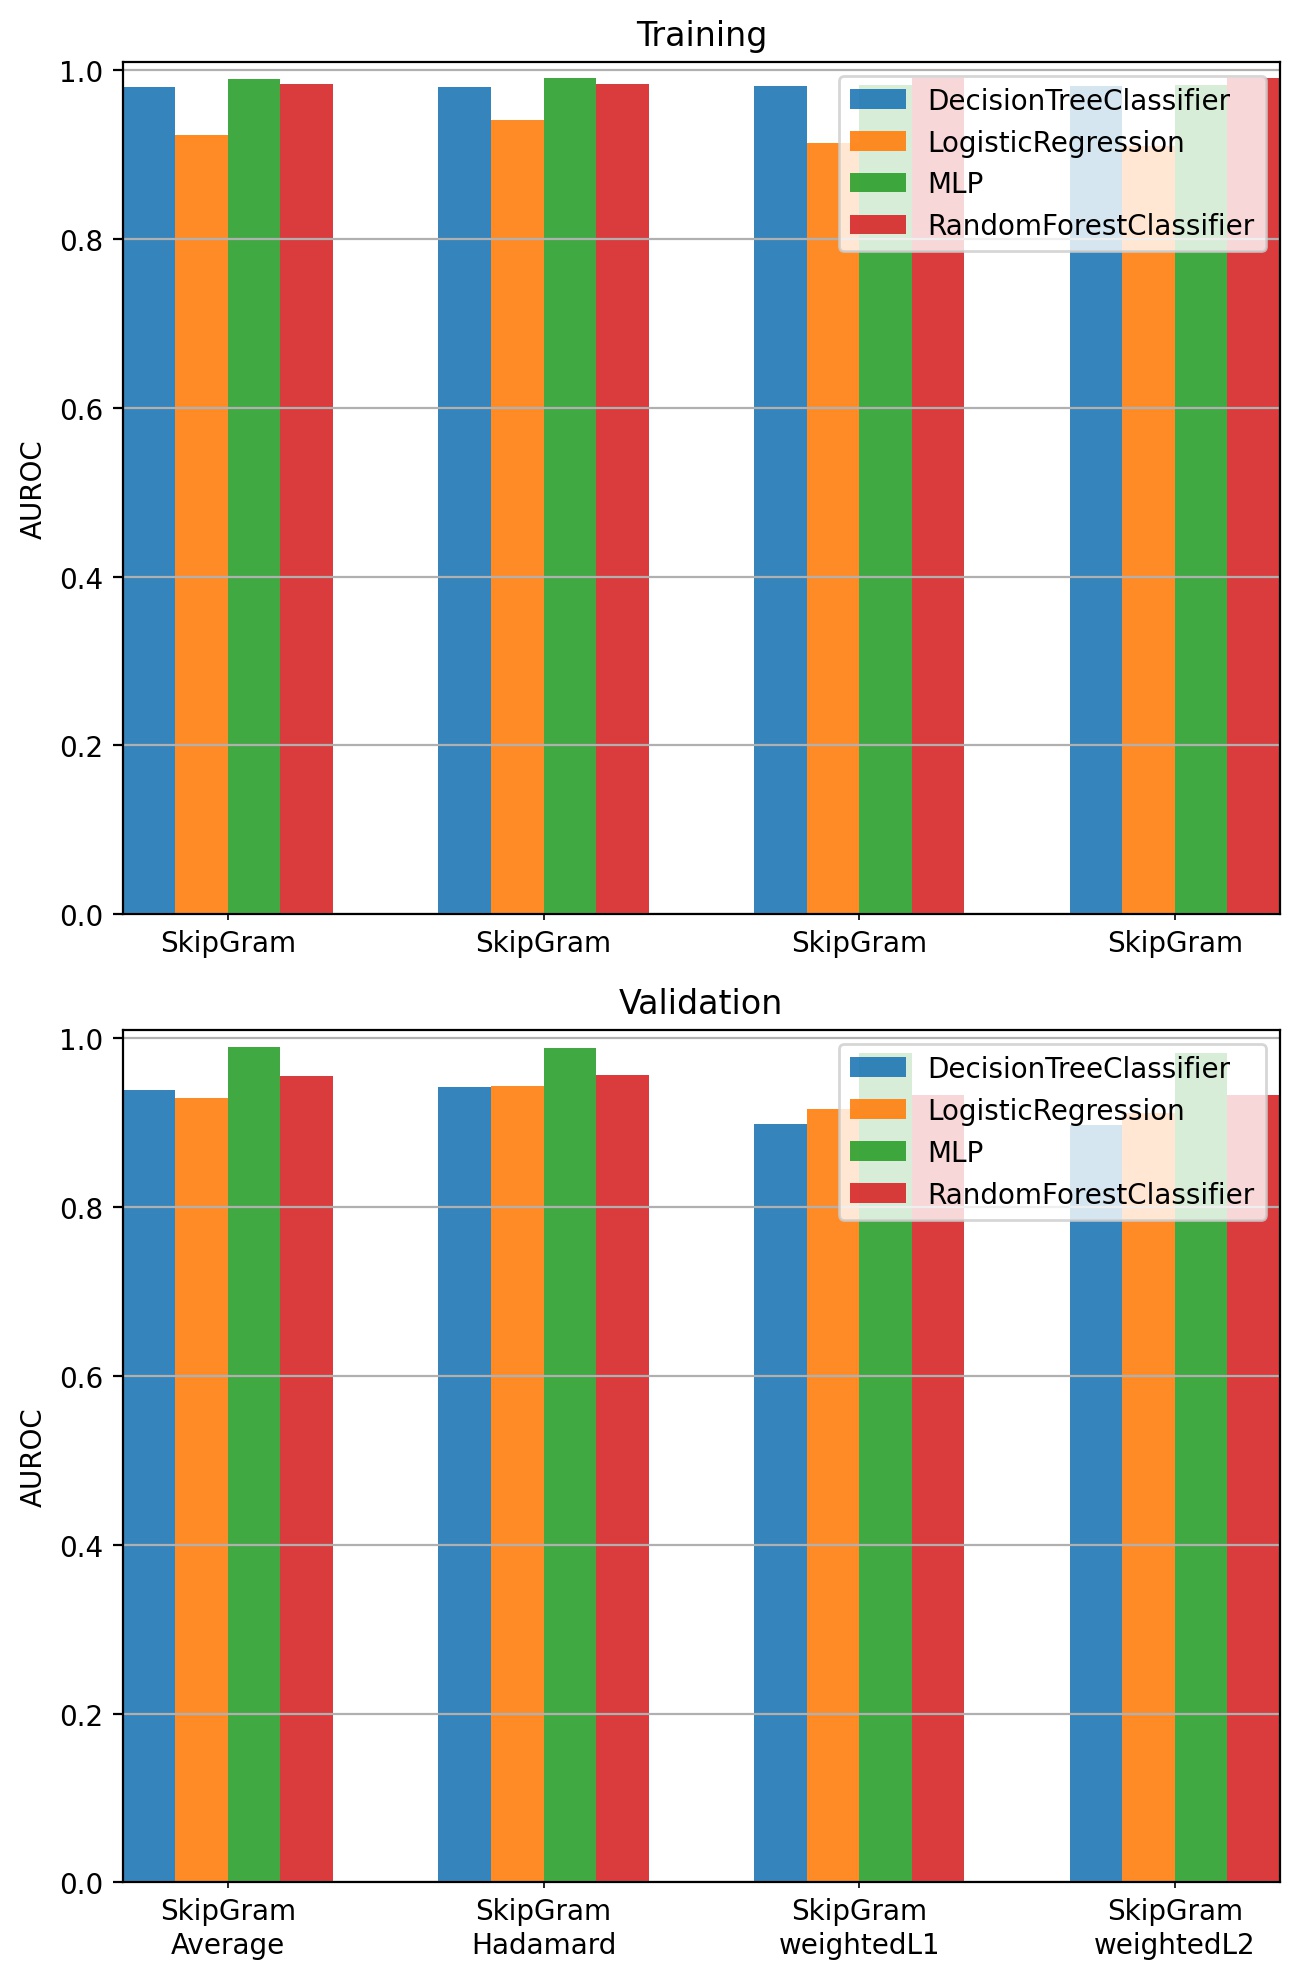 Training
1.0
0.8
0.6
0.4
0.2
0.0
AUROC
DecisionTreeClassifier
LogisticRegression
MLP
RandomForestClassifier
SkipGram SkipGram SkipGram SkipGram
Validation
1.0
0.8
0.6
0.4
0.2
0.0
AUROC
DecisionTreeClassifier
LogisticRegression
MLP
RandomForestClassifier
SkipGram SkipGram SkipGram SkipGram
Average Hadamard weightedL1 weightedL2